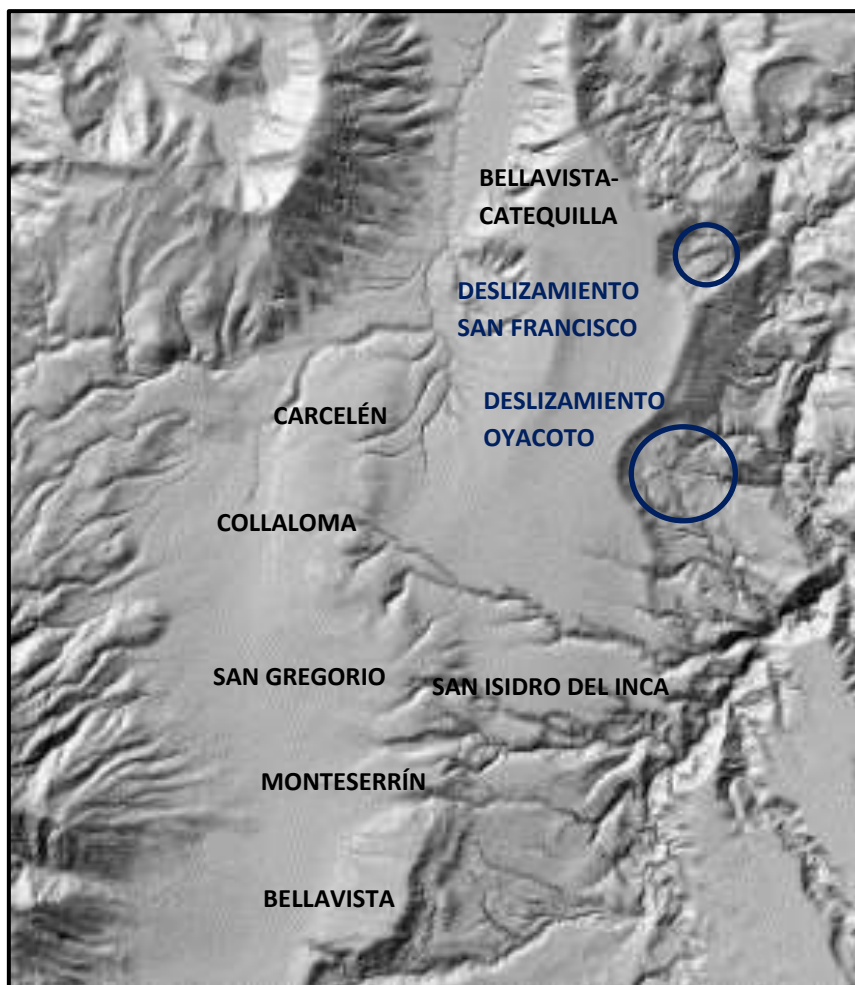 BELLAVISTA-
CATEQUILLA
DESLIZAMIENTO
SAN FRANCISCO
DESLIZAMIENTO
OYACOTO
CARCELÉN
COLLALOMA
SAN GREGORIO
SAN ISIDRO DEL INCA
MONTESERRÍN
BELLAVISTA